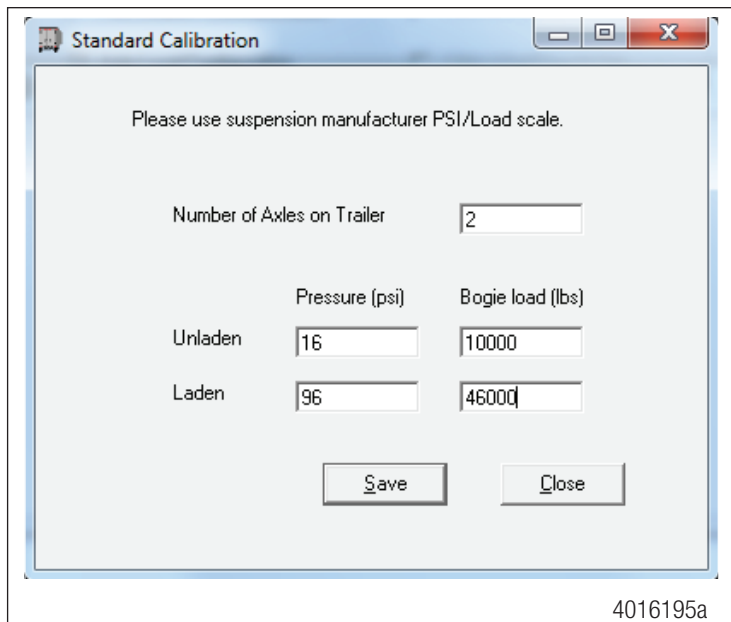 Standard Calibration
Please use suspension manufacturer PSI/Load scale.
Number of Axles on Trailer 2
Pressure (psi) Bogie load (lbs)
Unladen 16 10000
Laden 96 46000
Save Close
4016195a